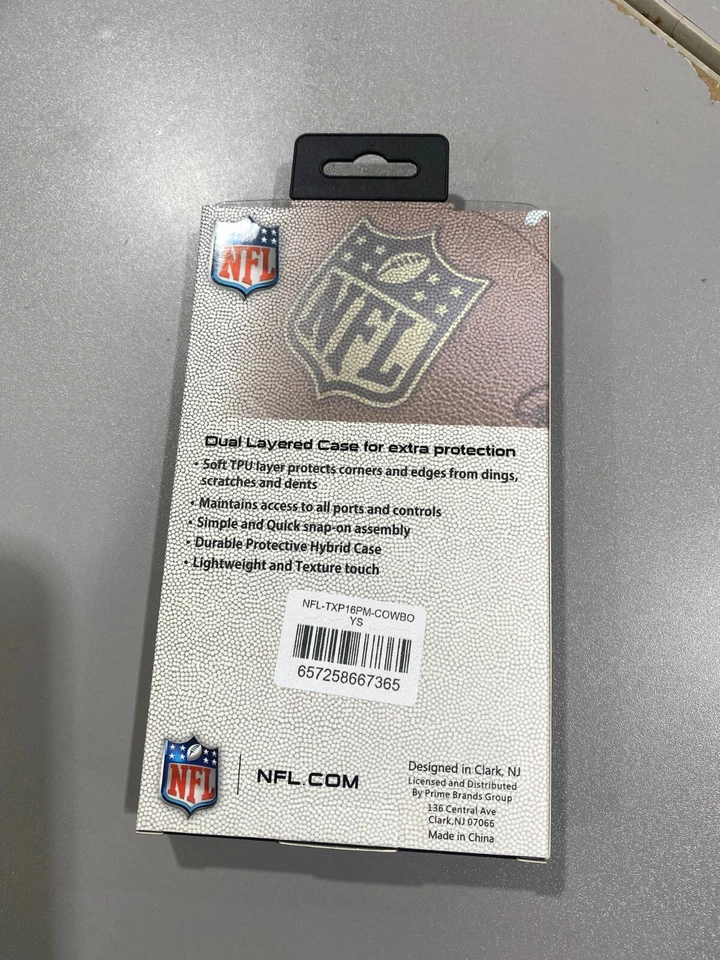 NFL
NFL
Dual Layered Case for extra protection
• Soft TPU layer protects corners and edges from dings,
scratches and dents
• Maintains access to all ports and controls
• Simple and Quick snap-on assembly
• Durable Protective Hybrid Case
• Lightweight and Texture touch
NFL-TXP16PM-COWBO
YS
657258667365
NFL
NFL.COM
Designed in Clark, NJ
Licensed and Distributed
By Prime Brands Group
136 Central Ave
Clark,NJ 07066
Made in China